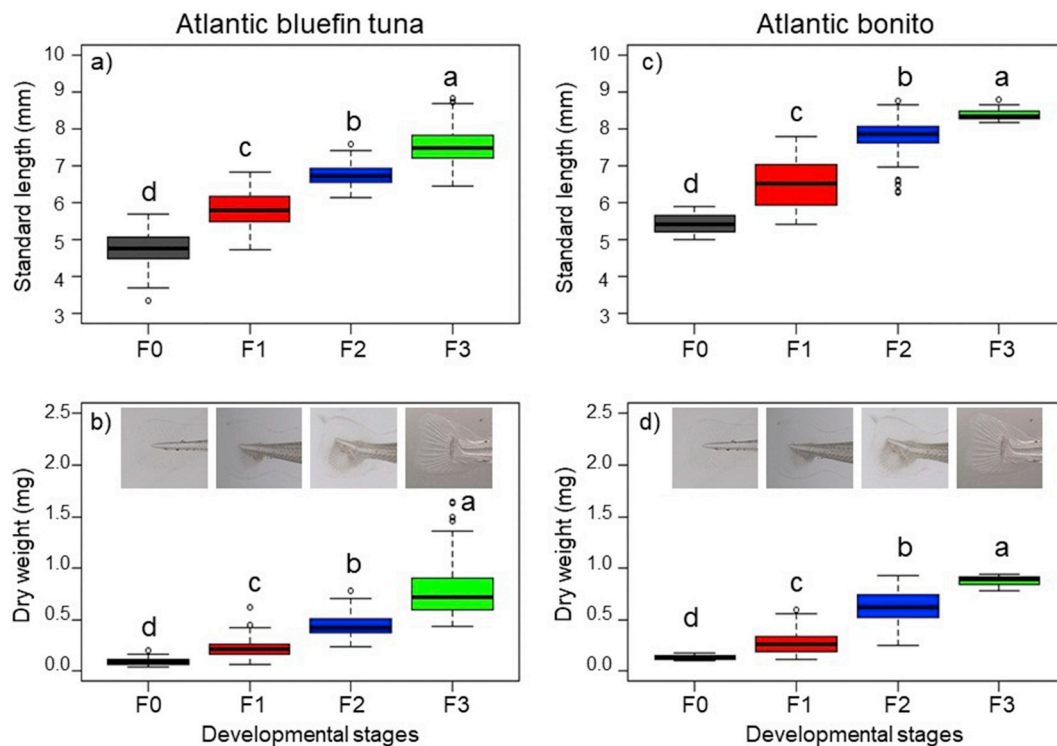 Atlantic bluefin tuna
Atlantic bonito
a)
Standard length (mm)
10
9
8
7
6
5
4
3
d
c
b
a
F0 F1 F2 F3
c)
Standard length (mm)
10
9
8
7
6
5
4
3
d
c
b
a
F0 F1 F2 F3
b)
Dry weight (mg)
2.5
2.0
1.5
1.0
0.5
0.0
d
c
b
a
F0 F1 F2 F3
Developmental stages
d)
Dry weight (mg)
2.5
2.0
1.5
1.0
0.5
0.0
d
c
b
a
F0 F1 F2 F3
Developmental stages